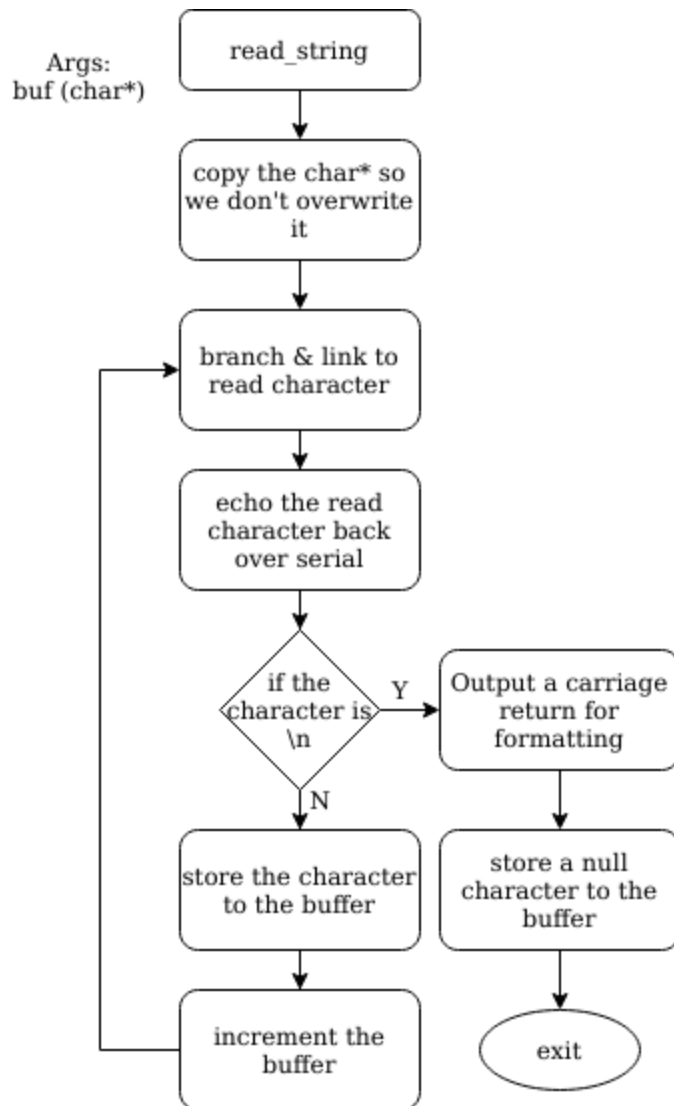 read_string
Args:
buf (char*)
copy the char* so
we don't overwrite
it
branch & link to
read character
echo the read
character back
over serial
if the
character is
\n
Y
N
Output a carriage
return for
formatting
store the character
to the buffer
store a null
character to the
buffer
increment the
buffer
exit